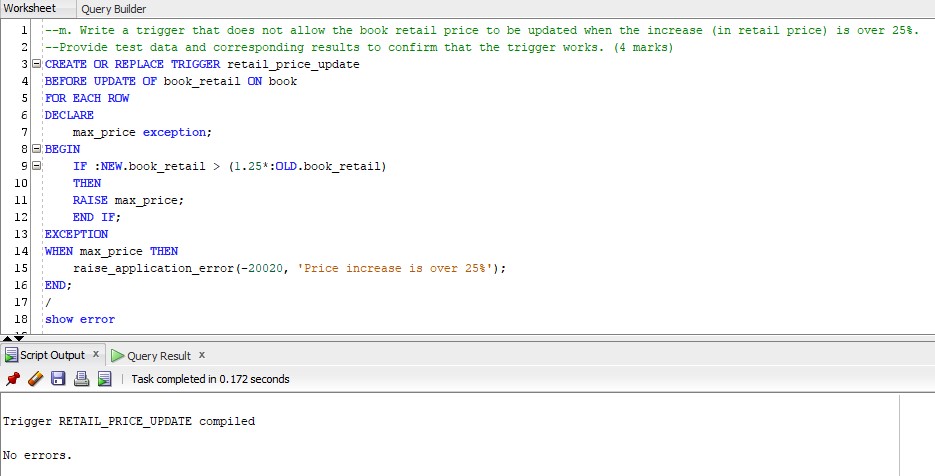 Worksheet Query Builder
1 --m. Write a trigger that does not allow the book retail price to be updated when the increase (in retail price) is over 25%.
2 --Provide test data and corresponding results to confirm that the trigger works. (4 marks)
3 CREATE OR REPLACE TRIGGER retail_price_update
4 BEFORE UPDATE OF book_retail ON book
5 FOR EACH ROW
6 DECLARE
7 max_price exception;
8 BEGIN
9 IF :NEW.book_retail > (1.25*:OLD.book_retail)
10 THEN
11 RAISE max_price;
12 END IF;
13 EXCEPTION
14 WHEN max_price THEN
15 raise_application_error(-20020, 'Price increase is over 25%');
16 END;
17 /
18 show error
Script Output x Query Result x
Task completed in 0.172 seconds
Trigger RETAIL_PRICE_UPDATE compiled
No errors.